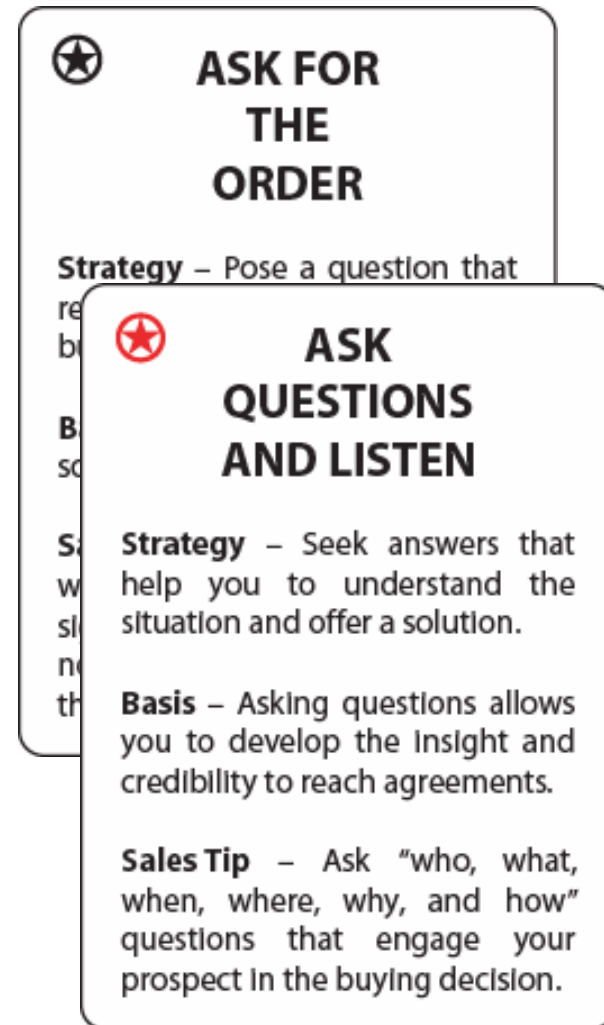 ASK FOR
THE
ORDER
Strategy – Pose a question that
ASK
QUESTIONS
AND LISTEN
Strategy – Seek answers that
help you to understand the
situation and offer a solution.
Basis – Asking questions allows
you to develop the insight and
credibility to reach agreements.
Sales Tip – Ask “who, what,
when, where, why, and how”
questions that engage your
prospect in the buying decision.